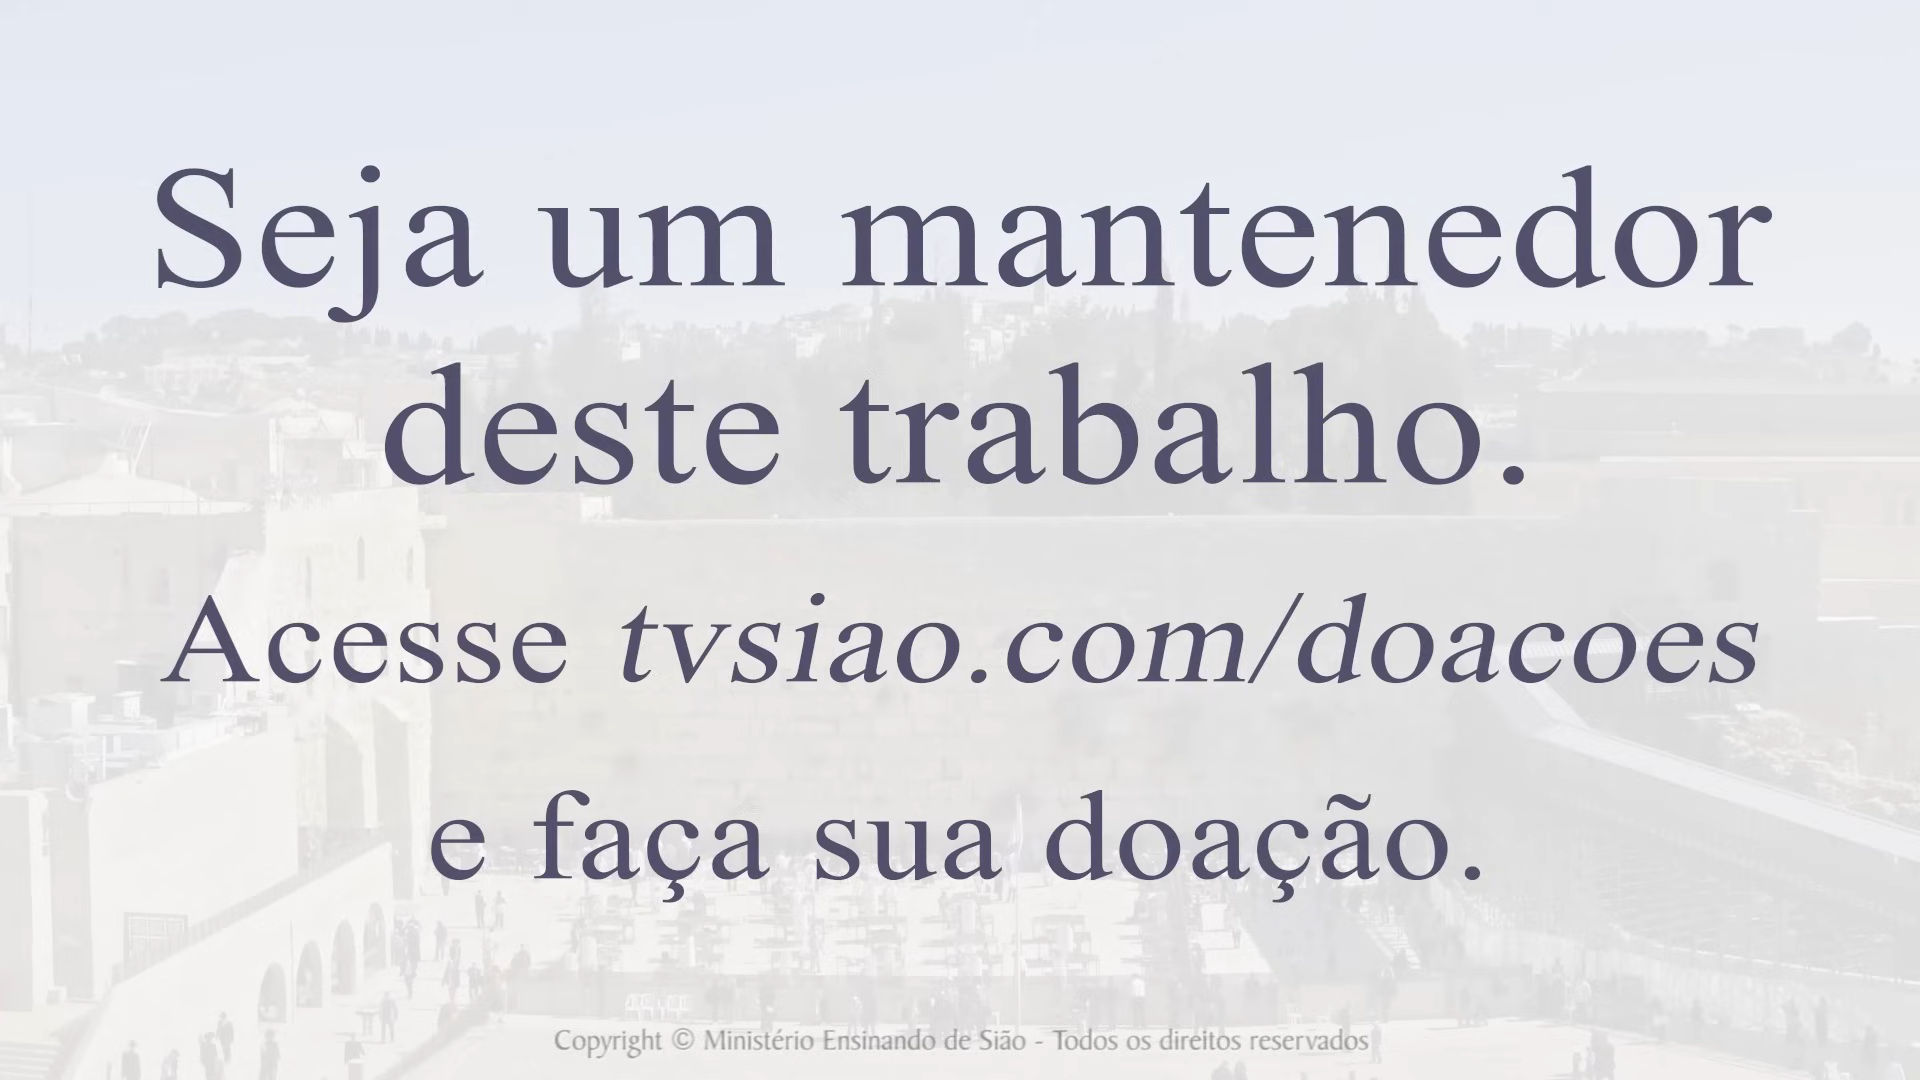 Seja um mantenedor
deste trabalho.
Acesse tvsiao.com/doacoes
e faça sua doação.
Copyright © Ministério Ensinando de Sião - Todos os direitos reservados